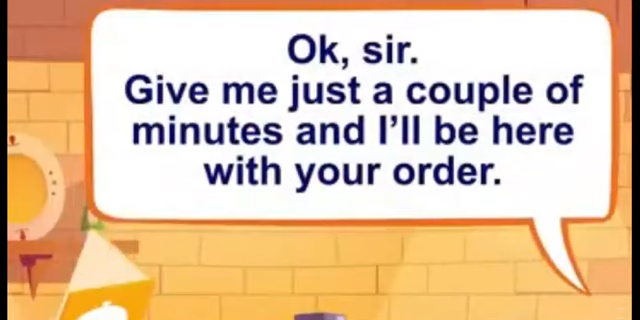 Ok, sir.
Give me just a couple of
minutes and I'll be here
with your order.